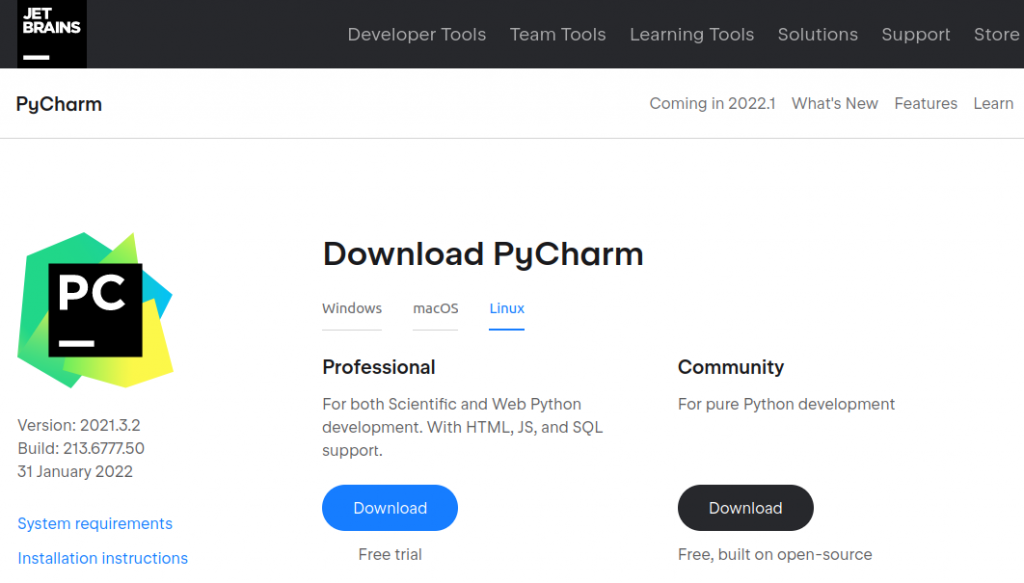 JET
BRAINS
Developer Tools Team Tools Learning Tools Solutions Support Store
PyCharm
Coming in 2022.1 What's New Features Learn
PC
Version: 2021.3.2
Build: 213.6777.50
31 January 2022
System requirements
Installation instructions
Download PyCharm
Windows macOS Linux
Professional
For both Scientific and Web Python
development. With HTML, JS, and SQL
support.
Download
Free trial
Community
For pure Python development
Download
Free, built on open-source